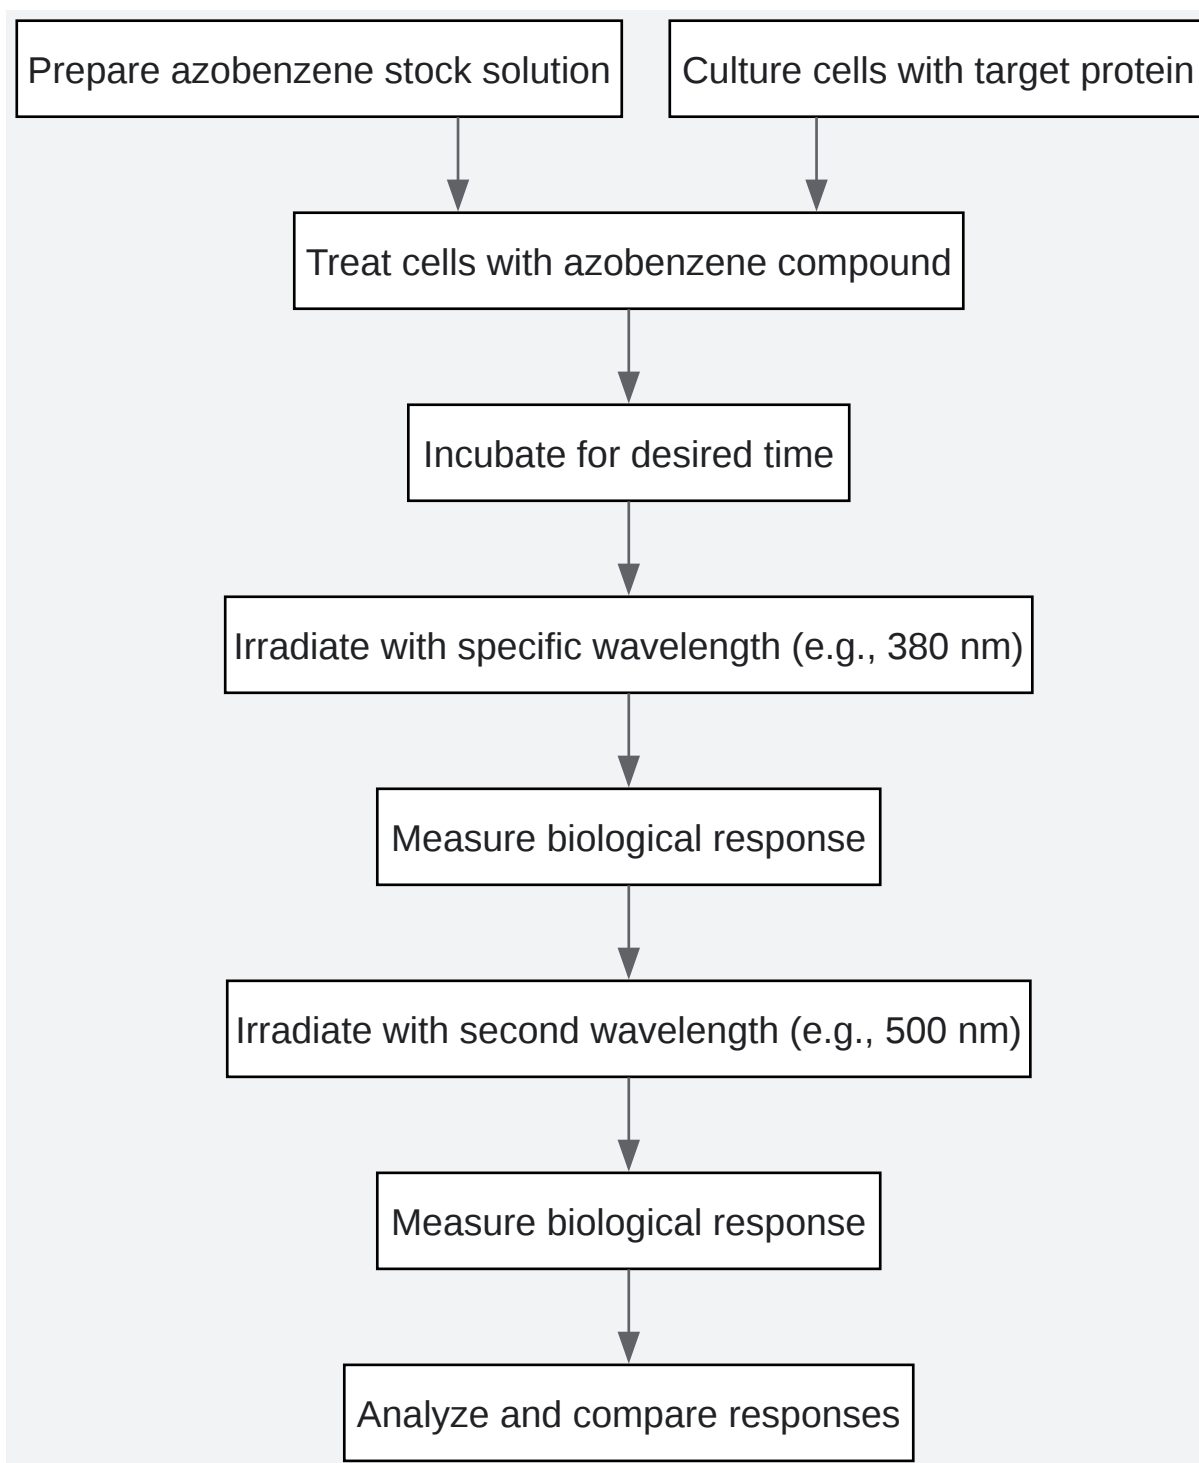 Prepare azobenzene stock solution
Culture cells with target protein
Treat cells with azobenzene compound
Incubate for desired time
Irradiate with specific wavelength (e.g., 380 nm)
Measure biological response
Irradiate with second wavelength (e.g., 500 nm)
Measure biological response
Analyze and compare responses